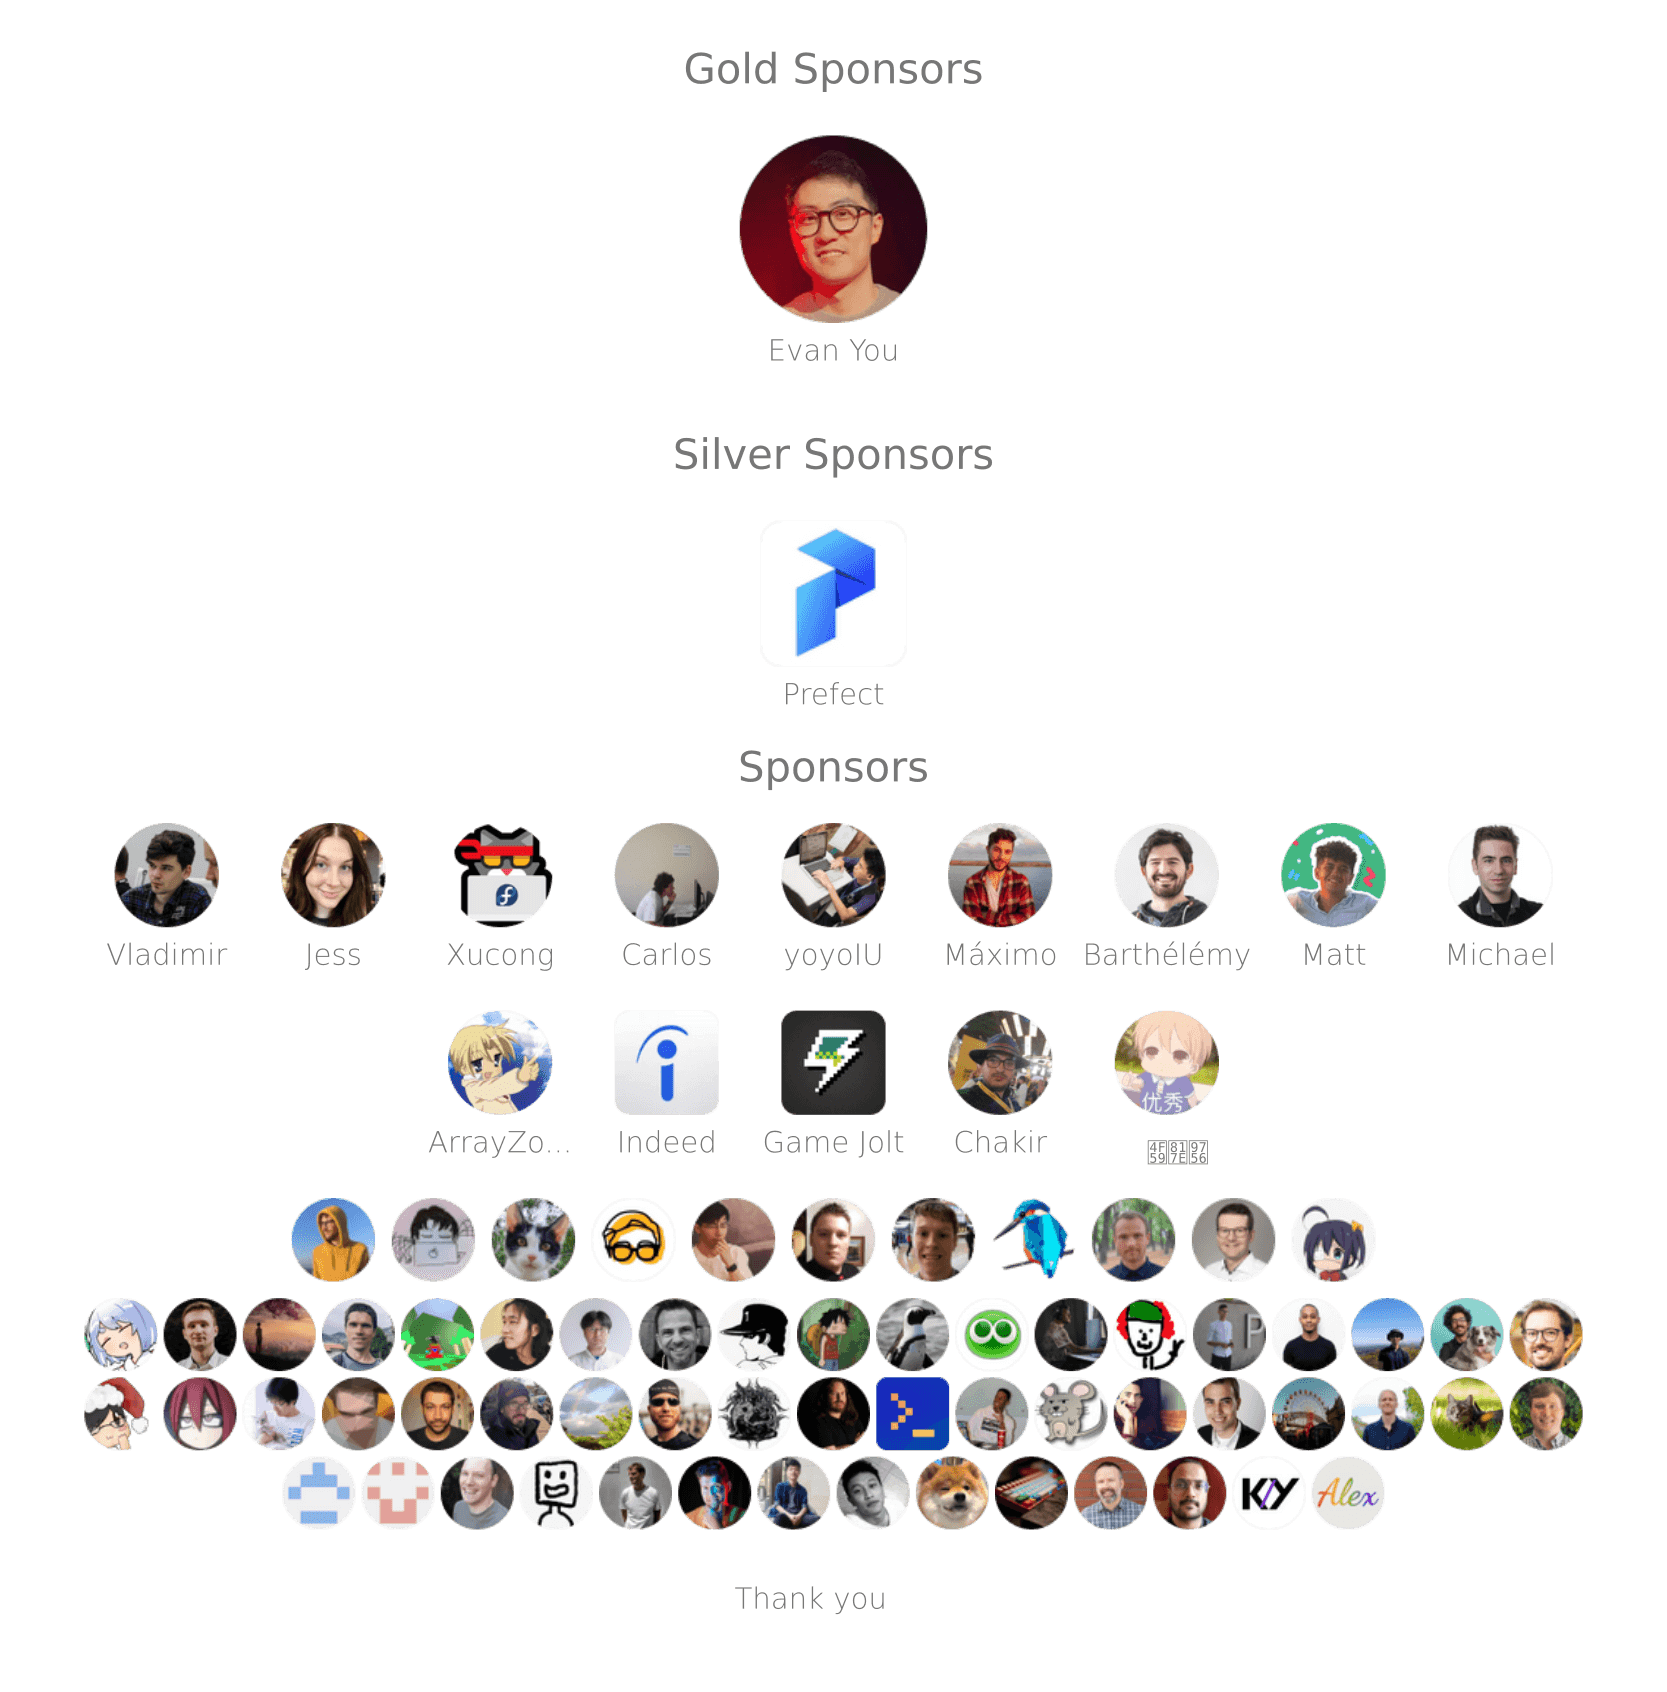 Gold Sponsors
Evan You
Silver Sponsors
Prefect
Sponsors
Vladimir Jess Xucong Carlos yoyolU Máximo Barthélémy Matt Michael
优秀
ArrayZo... Indeed Game Jolt Chakir
P
KY Alex
Thank you